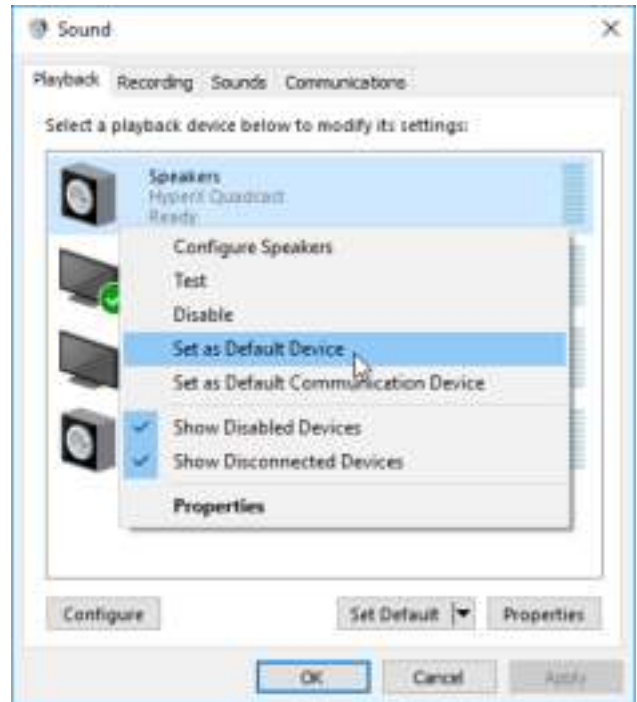 Sound
Playback Recording Sounds Communications
Select a playback device below to modify its settings:
Speakers
HyperX Quadcast
Ready
Configure Speakers
Test
Disable
Set as Default Device
Set as Default Communication Device
Show Disabled Devices
Show Disconnected Devices
Properties
Configure Set Default Properties
OK Cancel Apply